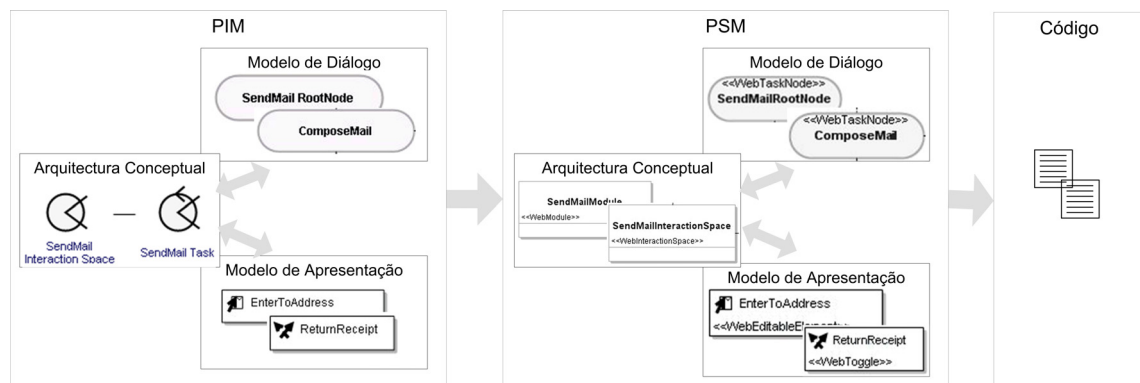 PIM
Modelo de Diálogo
SendMail RootNode
ComposeMail
Arquitectura Conceptual
SendMail
Interaction Space
SendMail Task
Modelo de Apresentação
EnterToAddress
ReturnReceipt
PSM
Modelo de Diálogo
<<WebTaskNode>>
SendMailRootNode
<<WebTaskNode>>
ComposeMail
Arquitectura Conceptual
SendMailModule
<<WebModule>>
SendMailInteractionSpace
<<WebInteractionSpace>>
Modelo de Apresentação
EnterToAddress
<<WebEditableElement>>
ReturnReceipt
<<WebToggle>>
Código